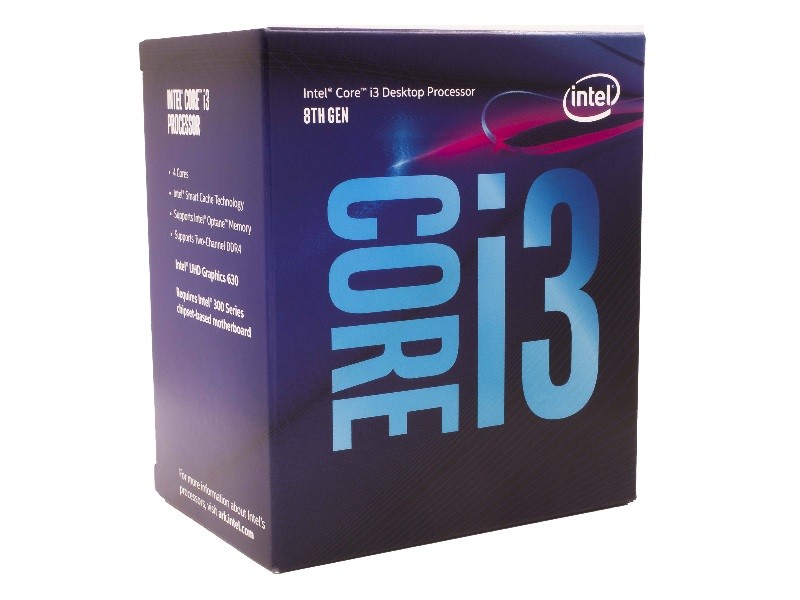 INTEL® CORE™ i3
PROCESSOR
• 4 Cores
• Intel® Smart Cache Technology
• Supports Intel® Optane™ Memory
• Supports Two-Channel DDR4
Intel® UHD Graphics 630
Requires Intel® 300 Series
chipset-based motherboard
For more information about Intel's
processors, visit ark.intel.com
Intel® Core™ i3 Desktop Processor
8TH GEN
intel
CORE
i3